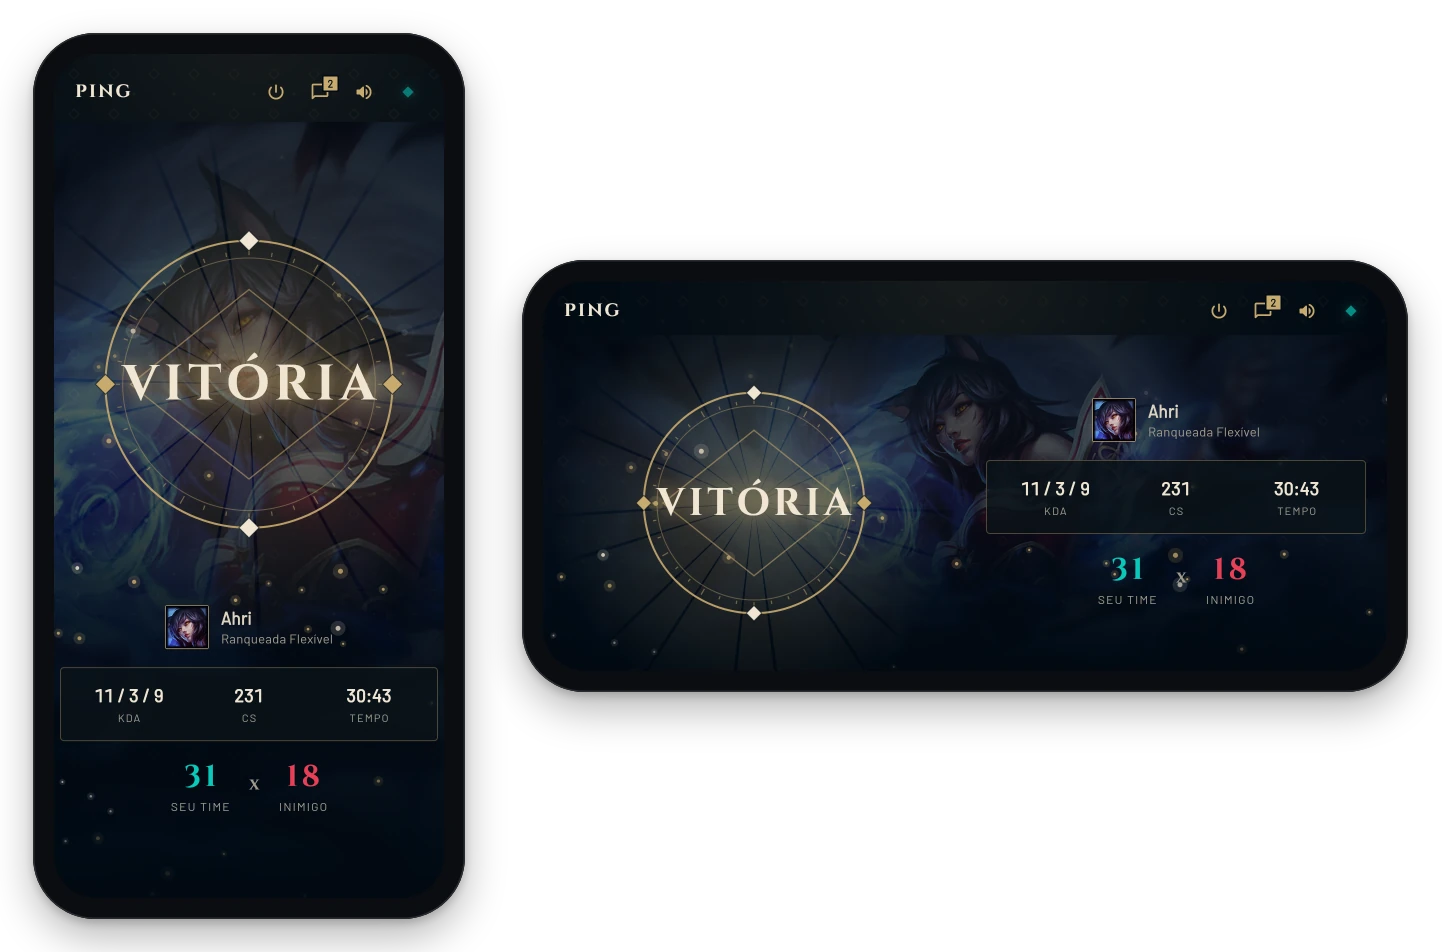 PING
2
VITÓRIA
Ahri
Ranqueada Flexível
11 / 3 / 9 231 30:43
KDA CS TEMPO
31 x 18
SEU TIME INIMIGO
PING
2
VITÓRIA
Ahri
Ranqueada Flexível
11 / 3 / 9 231 30:43
KDA CS TEMPO
31 x 18
SEU TIME INIMIGO